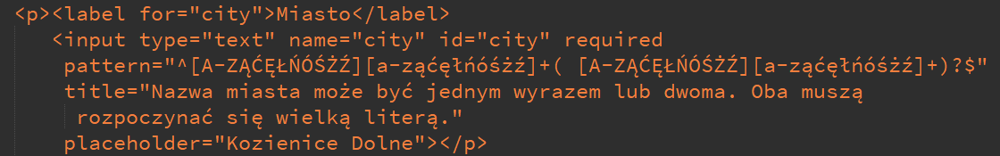 <p><label for="city">Miasto</label>
<input type="text" name="city" id="city" required
pattern="^[A-ZĄĆĘŁŃÓŚŻŹ][a-ząćęłńóśżź]+( [A-ZĄĆĘŁŃÓŚŻŹ][a-ząćęłńóśżź]+)?$"
title="Nazwa miasta może być jednym wyrazem lub dwoma. Oba muszą
rozpoczynać się wielką literą."
placeholder="Kozienice Dolne"></p>